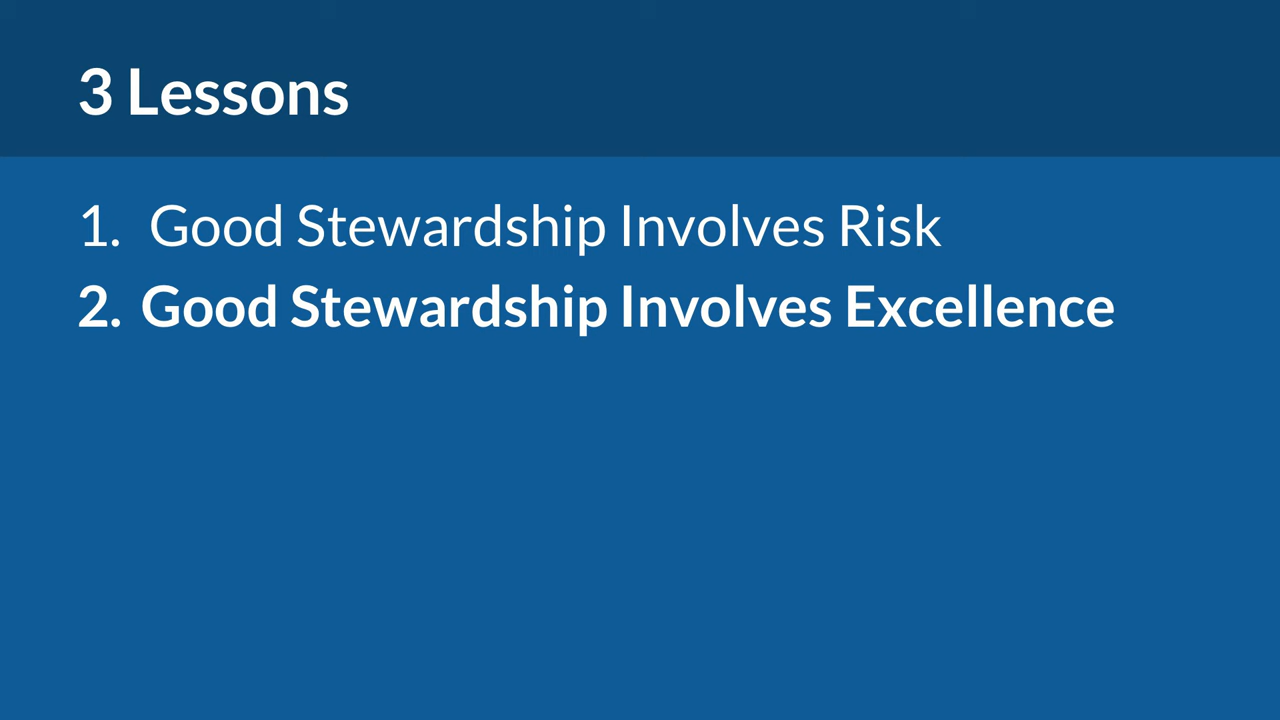 3 Lessons
1. Good Stewardship Involves Risk
2. Good Stewardship Involves Excellence